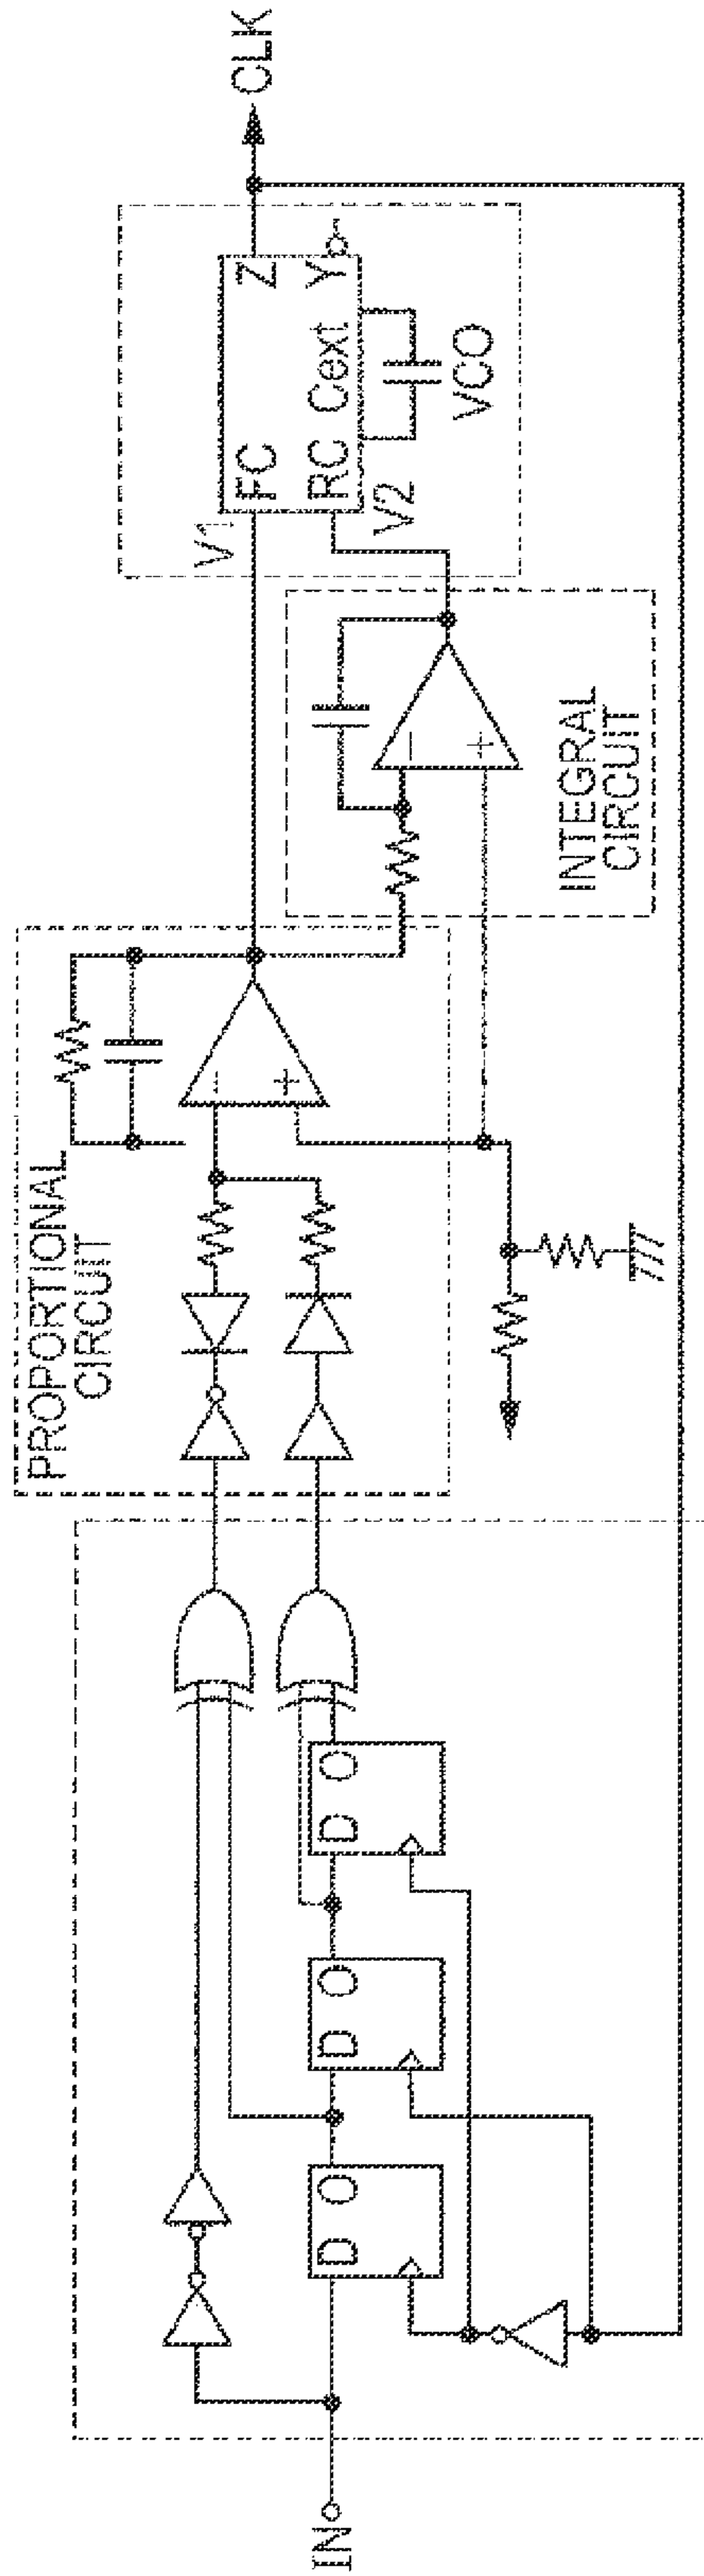 IN
D O
D O
D O
PROPORTIONAL
CIRCUIT
−
+
INTEGRAL
CIRCUIT
−
+
V1
V2
FC Z
RC Cext Y
VCO
CLK